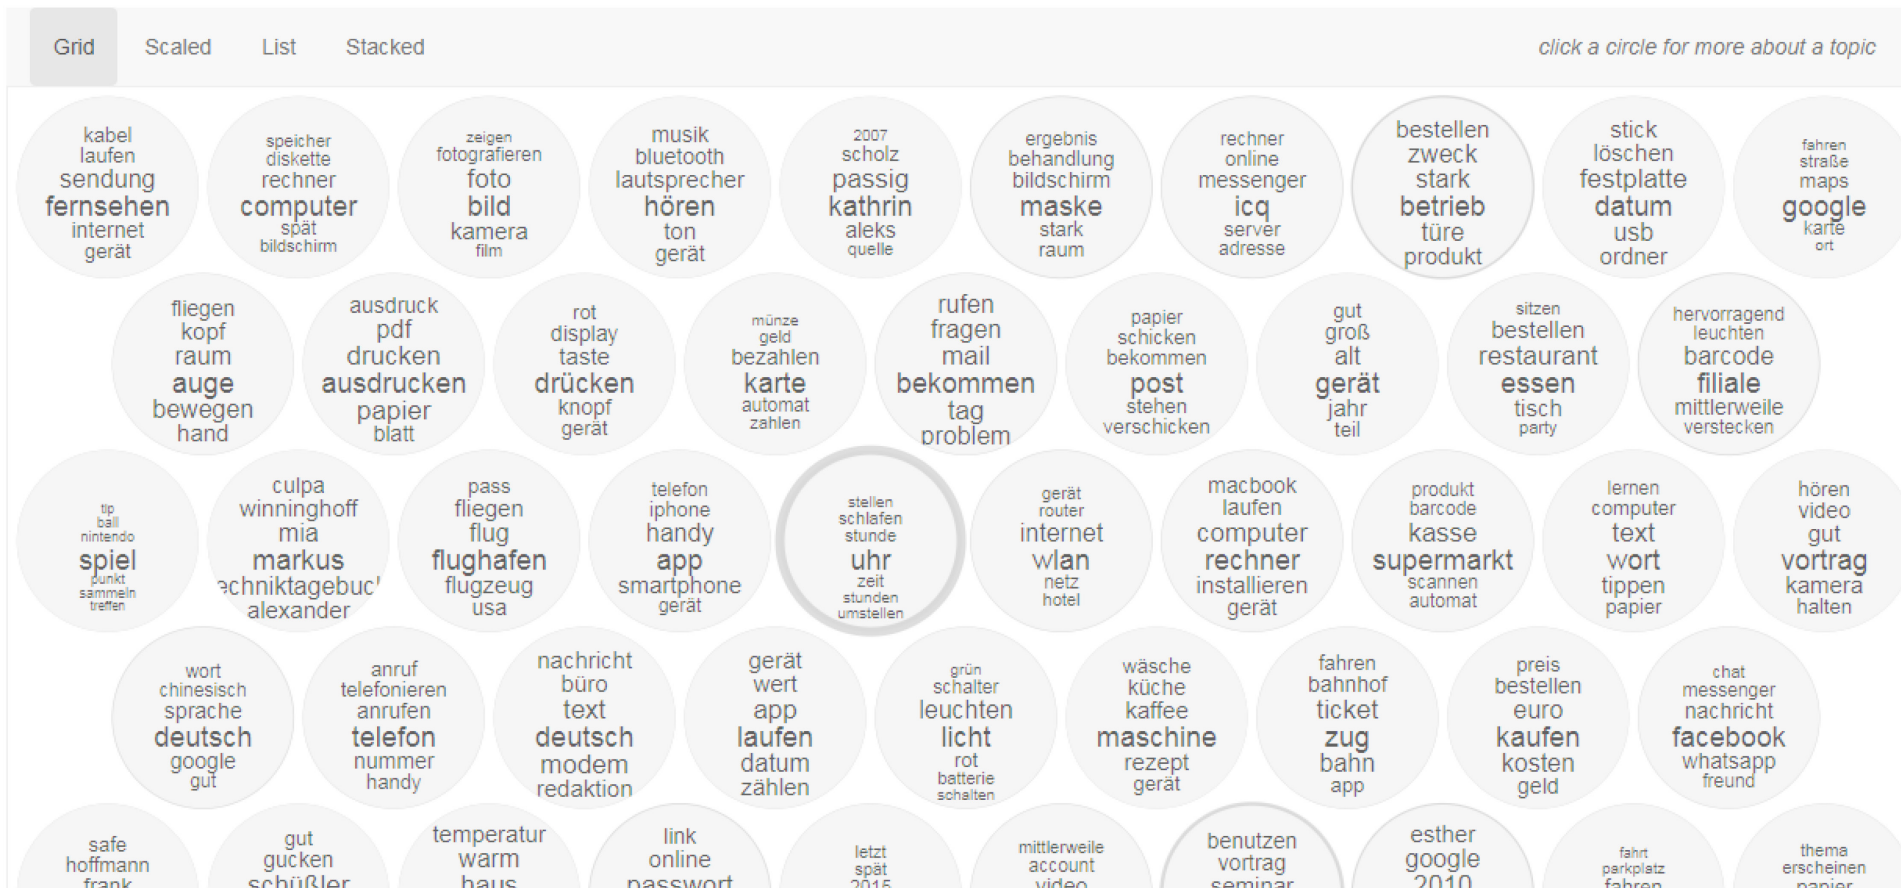 Grid Scaled List Stacked click a circle for more about a topic
kabel
laufen
sendung
fernsehen
internet
gerät
speicher
diskette
rechner
computer
spät
bildschirm
zeigen
fotografieren
foto
bild
kamera
film
musik
bluetooth
lautsprecher
hören
ton
gerät
2007
scholz
passig
kathrin
aleks
quelle
ergebnis
behandlung
bildschirm
maske
stark
raum
rechner
online
messenger
icq
server
adresse
bestellen
zweck
stark
betrieb
türe
produkt
stick
löschen
festplatte
datum
usb
ordner
fahren
straße
maps
google
karte
ort
fliegen
kopf
raum
auge
bewegen
hand
ausdruck
pdf
drucken
ausdrucken
papier
blatt
rot
display
taste
drücken
knopf
gerät
münze
geld
bezahlen
karte
automat
zahlen
rufen
fragen
mail
bekommen
tag
problem
papier
schicken
bekommen
post
stehen
verschicken
gut
groß
alt
gerät
jahr
teil
sitzen
bestellen
restaurant
essen
tisch
party
hervorragend
leuchten
barcode
filiale
mittlerweile
verstecken
tip
ball
nintendo
spiel
punkt
sammeln
treffen
culpa
winninghoff
mia
markus
echniktagebuc
alexander
pass
fliegen
flug
flughafen
flugzeug
usa
telefon
iphone
handy
app
smartphone
gerät
stellen
schlafen
stunde
uhr
zeit
stunden
umstellen
gerät
router
internet
wlan
netz
hotel
macbook
laufen
computer
rechner
installieren
gerät
produkt
barcode
kasse
supermarkt
scannen
automat
lernen
computer
text
wort
tippen
papier
hören
video
gut
vortrag
kamera
halten
wort
chinesisch
sprache
deutsch
google
gut
anruf
telefonieren
anrufen
telefon
nummer
handy
nachricht
büro
text
deutsch
modem
redaktion
gerät
wert
app
laufen
datum
zählen
grün
schalter
leuchten
licht
rot
batterie
schalten
wäsche
küche
kaffee
maschine
rezept
gerät
fahren
bahnhof
ticket
zug
bahn
app
preis
bestellen
euro
kaufen
kosten
geld
chat
messenger
nachricht
facebook
whatsapp
freund
safe
hoffmann
frank
gut
gucken
schüßler
temperatur
warm
haus
link
online
passwort
letzt
spät
2015
mittlerweile
account
video
benutzen
vortrag
seminar
esther
google
2010
fahrt
parkplatz
fahren
thema
erscheinen
papier